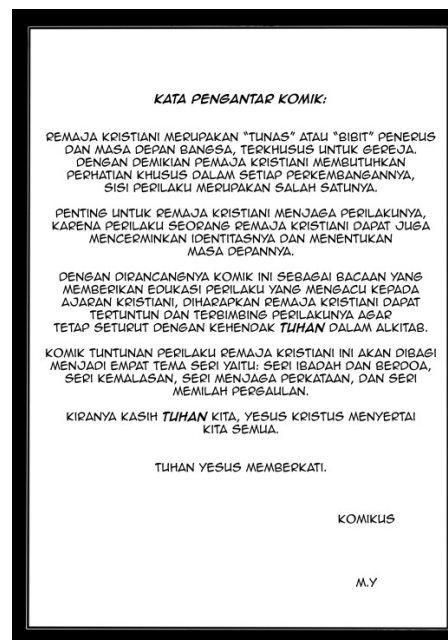 KATA PENGANTAR KOMIK:
REMAJA KRISTIANI MERUPAKAN "TUNAS" ATAU "BIBIT" PENERUS
DAN MASA DEPAN BANGSA, TERKHUSUS UNTUK GEREJA.
DENGAN DEMIKIAN PEMAJA KRISTIANI MEMBUTUHKAN
PERHATIAN KHUSUS DALAM SETIAP PERKEMBANGANNYA,
SISI PERILAKU MERUPAKAN SALAH SATUNYA.
PENTING UNTUK REMAJA KRISTIANI MENJAGA PERILAKUNYA,
KARENA PERILAKU SEORANG REMAJA KRISTIANI DAPAT JUGA
MENCERMINKAN IDENTITASNYA DAN MENENTUKAN
MASA DEPANNYA.
DENGAN DIRANCANGNYA KOMIK INI SEBAGAI BACAAN YANG
MEMBERIKAN EDUKASI PERILAKU YANG MENGACU KEPADA
AJARAN KRISTIANI, DIHARAPKAN REMAJA KRISTIANI DAPAT
TERTUNTUN DAN TERBIMBING PERILAKUNYA AGAR
TETAP SETURUT DENGAN KEHENDAK TUHAN DALAM ALKITAB.
KOMIK TUNTUNAN PERILAKU REMAJA KRISTIANI INI AKAN DIBAGI
MENJADI EMPAT TEMA SERI YAITU: SERI IBADAH DAN BERDOA,
SERI KEMALASAN, SERI MENJAGA PERKATAAN, DAN SERI
MEMILAH PERGAULAN.
KIRANYA KASIH TUHAN KITA, YESUS KRISTUS MENYERTAI
KITA SEMUA.
TUHAN YESUS MEMBERKATI.
KOMIKUS
M.Y